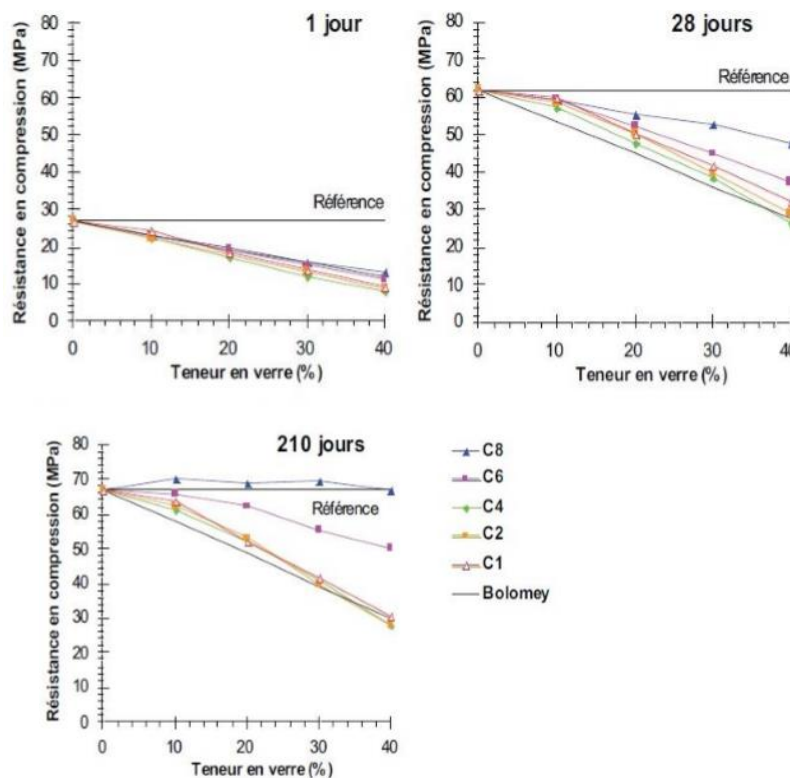 1 jour
Résistance en compression (MPa)
80
70
60
50
40
30
20
10
0
Référence
0 10 20 30 40
Teneur en verre (%)
28 jours
Résistance en compression (MPa)
80
70
60
50
40
30
20
10
0
Référence
0 10 20 30 40
Teneur en verre (%)
210 jours
Résistance en compression (MPa)
80
70
60
50
40
30
20
10
0
Référence
0 10 20 30 40
Teneur en verre (%)
C8
C6
C4
C2
C1
Bolomey